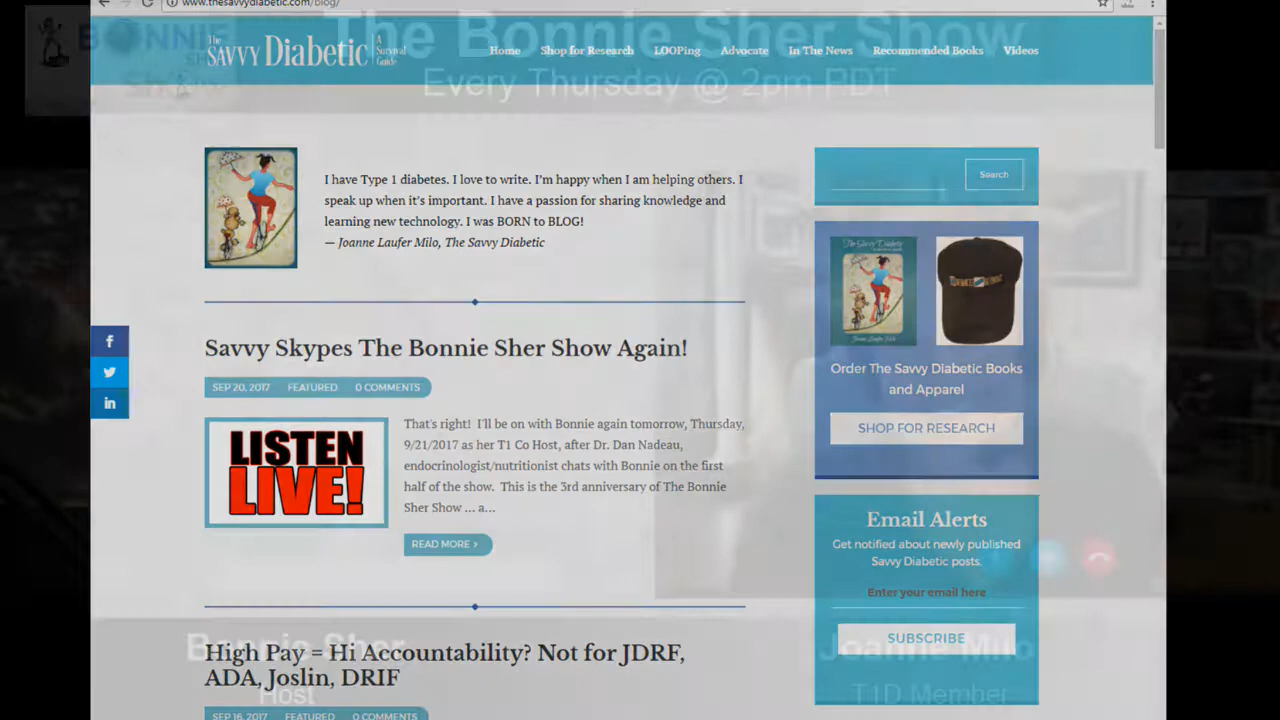 www.thesavvydiabetic.com/blog/
The Bonnie Sher Show
Every Thursday @ 2pm PDT
BONNIE
SHER
Show
The SAVVY Diabetic A Survival Guide
Home Shop for Research LOOPing Advocate In The News Recommended Books Videos
I have Type 1 diabetes. I love to write. I'm happy when I am helping others. I
speak up when it's important. I have a passion for sharing knowledge and
learning new technology. I was BORN to BLOG!
— Joanne Laufer Milo, The Savvy Diabetic
Search
The Savvy Diabetic
Joanne Laufer Milo
Order The Savvy Diabetic Books
and Apparel
SHOP FOR RESEARCH
Savvy Skypes The Bonnie Sher Show Again!
SEP 20, 2017 FEATURED 0 COMMENTS
LISTEN
LIVE!
That's right! I'll be on with Bonnie again tomorrow, Thursday,
9/21/2017 as her T1 Co Host, after Dr. Dan Nadeau,
endocrinologist/nutritionist chats with Bonnie on the first
half of the show. This is the 3rd anniversary of The Bonnie
Sher Show ... a...
READ MORE >
Email Alerts
Get notified about newly published
Savvy Diabetic posts.
Enter your email here
SUBSCRIBE
High Pay = Hi Accountability? Not for JDRF,
ADA, Joslin, DRIF
SEP 16, 2017 FEATURED 0 COMMENTS
Bonnie Sher
Host
Joanne Milo
T1D Member